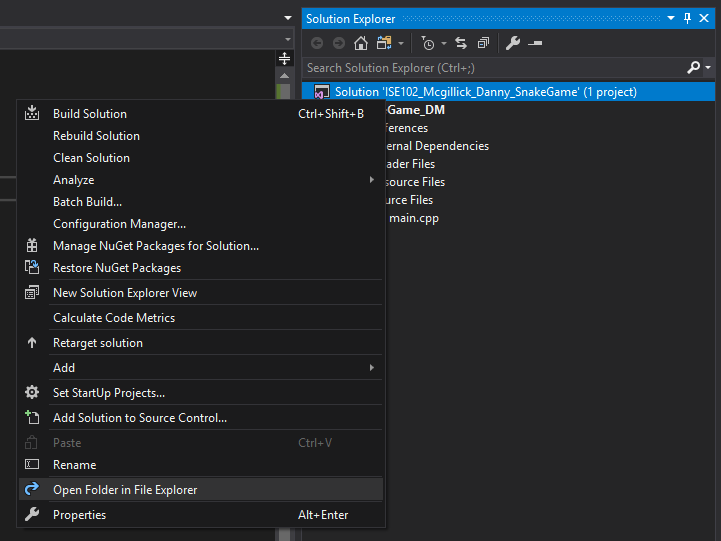 Solution Explorer
Search Solution Explorer (Ctrl+;)
Solution 'ISE102_Mcgillick_Danny_SnakeGame' (1 project)
Game_DM
erences
ernal Dependencies
ader Files
source Files
urce Files
main.cpp
Build Solution Ctrl+Shift+B
Rebuild Solution
Clean Solution
Analyze
Batch Build...
Configuration Manager...
Manage NuGet Packages for Solution...
Restore NuGet Packages
New Solution Explorer View
Calculate Code Metrics
Retarget solution
Add
Set StartUp Projects...
Add Solution to Source Control...
Paste Ctrl+V
Rename
Open Folder in File Explorer
Properties Alt+Enter